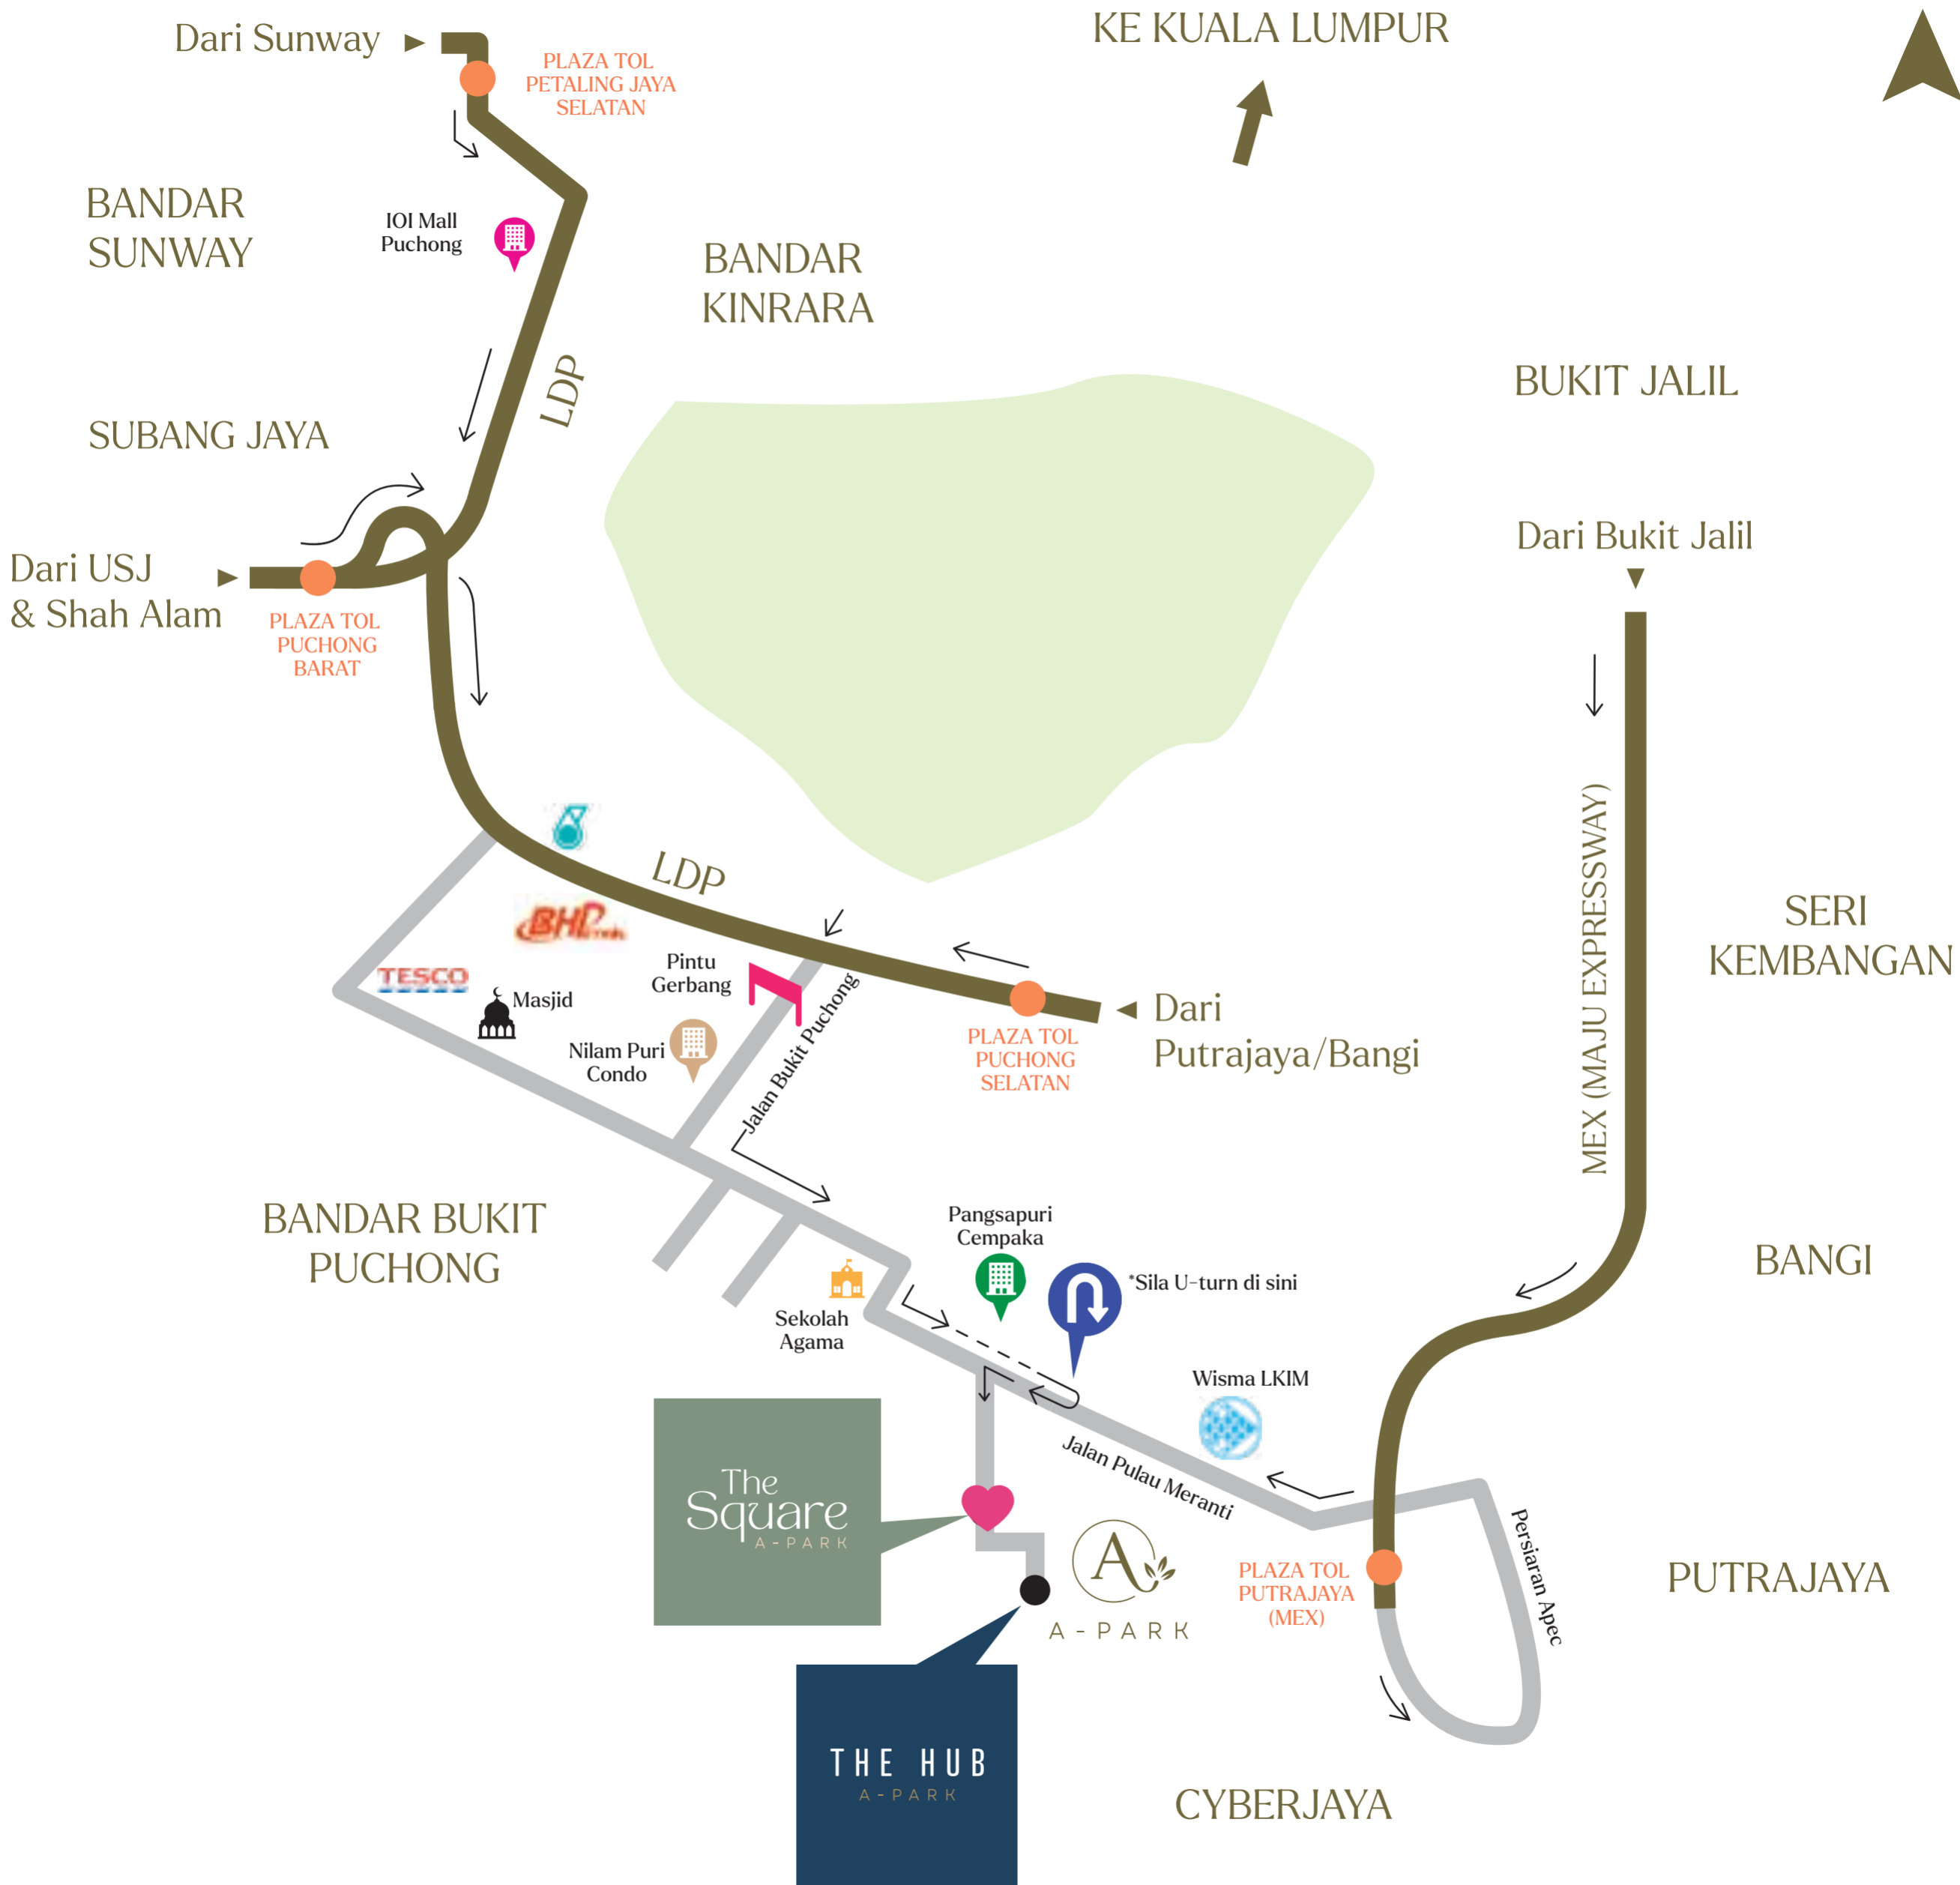 Dari Sunway
KE KUALA LUMPUR
PLAZA TOL
PETALING JAYA
SELATAN
BANDAR
SUNWAY
IOI Mall
Puchong
BANDAR
KINRARA
LDP
BUKIT JALIL
SUBANG JAYA
Dari Bukit Jalil
Dari USJ
& Shah Alam
PLAZA TOL
PUCHONG
BARAT
MEX (MAJU EXPRESSWAY)
LDP
BHP
SERI
KEMBANGAN
TESCO
Masjid
Pintu
Gerbang
Nilam Puri
Condo
Jalan Bukit Puchong
Dari
Putrajaya/Bangi
PLAZA TOL
PUCHONG
SELATAN
BANDAR BUKIT
PUCHONG
Pangsapuri
Cempaka
*Sila U-turn di sini
BANGI
Sekolah
Agama
Wisma LKIM
Jalan Pulau Meranti
The
Square
A-PARK
A
A-PARK
PLAZA TOL
PUTRAJAYA
(MEX)
Persiaran Apec
PUTRAJAYA
THE HUB
A-PARK
CYBERJAYA